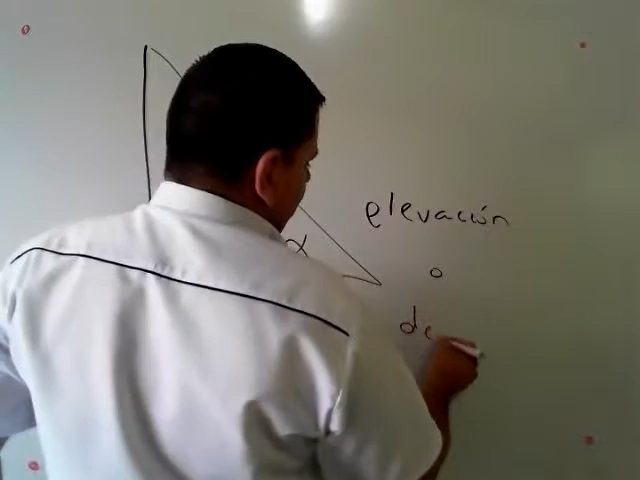 α
elevación
o
de